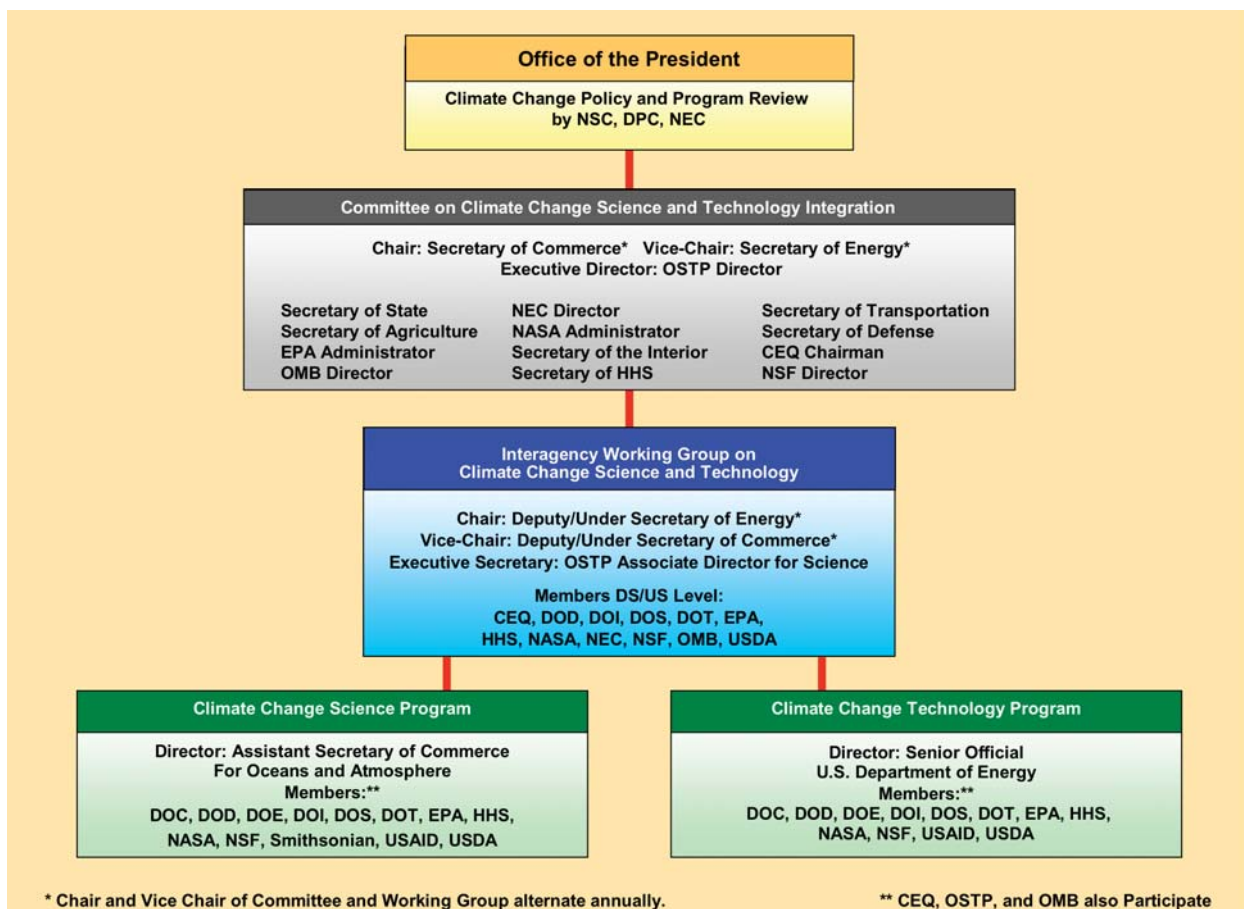 Office of the President
Climate Change Policy and Program Review
by NSC, DPC, NEC
Committee on Climate Change Science and Technology Integration
Chair: Secretary of Commerce* Vice-Chair: Secretary of Energy*
Executive Director: OSTP Director
Secretary of State
Secretary of Agriculture
EPA Administrator
OMB Director
NEC Director
NASA Administrator
Secretary of the Interior
Secretary of HHS
Secretary of Transportation
Secretary of Defense
CEQ Chairman
NSF Director
Interagency Working Group on
Climate Change Science and Technology
Chair: Deputy/Under Secretary of Energy*
Vice-Chair: Deputy/Under Secretary of Commerce*
Executive Secretary: OSTP Associate Director for Science
Members DS/US Level:
CEQ, DOD, DOI, DOS, DOT, EPA,
HHS, NASA, NEC, NSF, OMB, USDA
Climate Change Science Program
Director: Assistant Secretary of Commerce
For Oceans and Atmosphere
Members:**
DOC, DOD, DOE, DOI, DOS, DOT, EPA, HHS,
NASA, NSF, Smithsonian, USAID, USDA
Climate Change Technology Program
Director: Senior Official
U.S. Department of Energy
Members:**
DOC, DOD, DOE, DOI, DOS, DOT, EPA, HHS,
NASA, NSF, USAID, USDA
* Chair and Vice Chair of Committee and Working Group alternate annually.
** CEQ, OSTP, and OMB also Participate